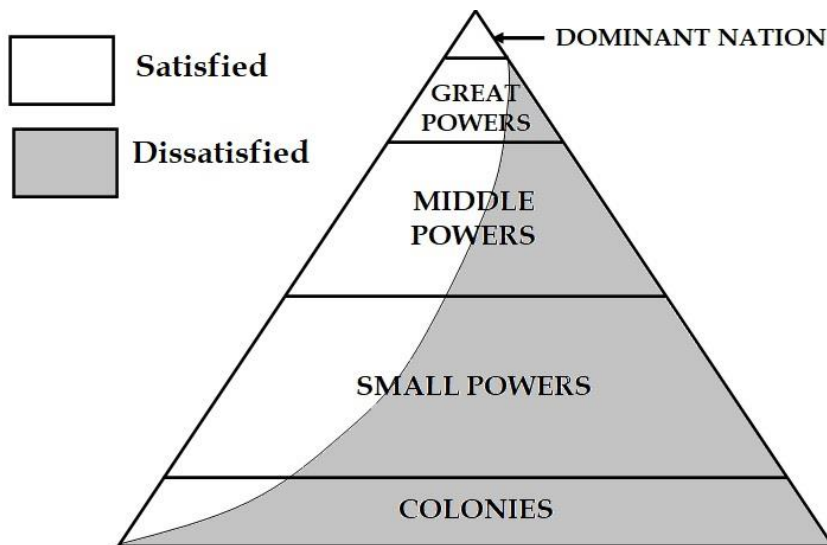 Satisfied
Dissatisfied
DOMINANT NATION
GREAT
POWERS
MIDDLE
POWERS
SMALL POWERS
COLONIES